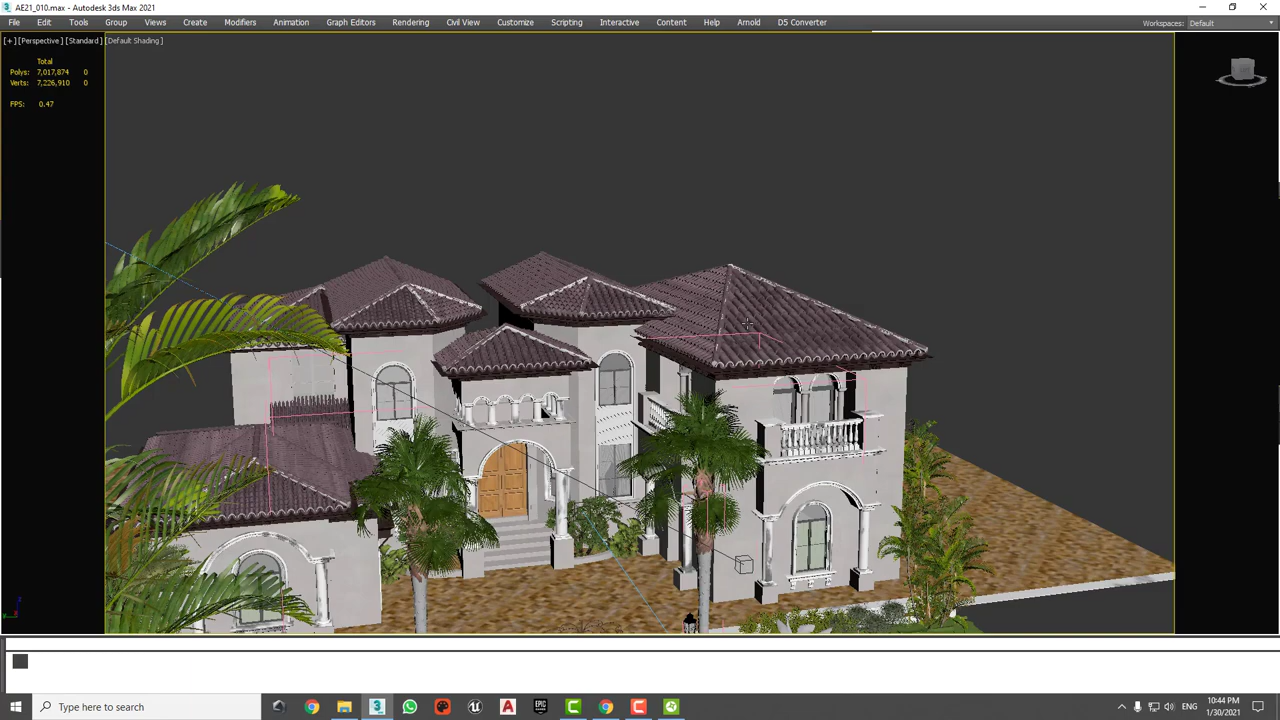 AE21_010.max - Autodesk 3ds Max 2021
File Edit Tools Group Views Create Modifiers Animation Graph Editors Rendering Civil View Customize Scripting Interactive Content Help Arnold D5 Converter Workspaces: Default
[+] [Perspective] [Standard] [Default Shading]
Total
Polys: 7,017,874 0
Verts: 7,226,910 0
FPS: 0.47
Type here to search
ENG
10:44 PM
1/30/2021